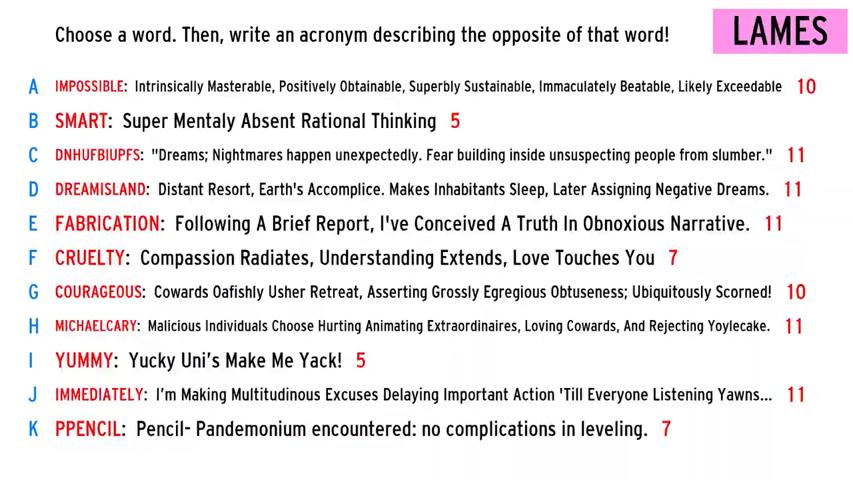 Choose a word. Then, write an acronym describing the opposite of that word!
LAMES
A IMPOSSIBLE: Intrinsically Masterable, Positively Obtainable, Superbly Sustainable, Immaculately Beatable, Likely Exceedable 10
B SMART: Super Mentaly Absent Rational Thinking 5
C DNHUFBIUPFS: "Dreams; Nightmares happen unexpectedly. Fear building inside unsuspecting people from slumber." 11
D DREAMISLAND: Distant Resort, Earth's Accomplice. Makes Inhabitants Sleep, Later Assigning Negative Dreams. 11
E FABRICATION: Following A Brief Report, I've Conceived A Truth In Obnoxious Narrative. 11
F CRUELTY: Compassion Radiates, Understanding Extends, Love Touches You 7
G COURAGEOUS: Cowards Oafishly Usher Retreat, Asserting Grossly Egregious Obtuseness; Ubiquitously Scorned! 10
H MICHAELCARY: Malicious Individuals Choose Hurting Animating Extraordinaires, Loving Cowards, And Rejecting Yoylecake. 11
I YUMMY: Yucky Uni's Make Me Yack! 5
J IMMEDIATELY: I'm Making Multitudinous Excuses Delaying Important Action 'Till Everyone Listening Yawns... 11
K PPENCIL: Pencil- Pandemonium encountered: no complications in leveling. 7